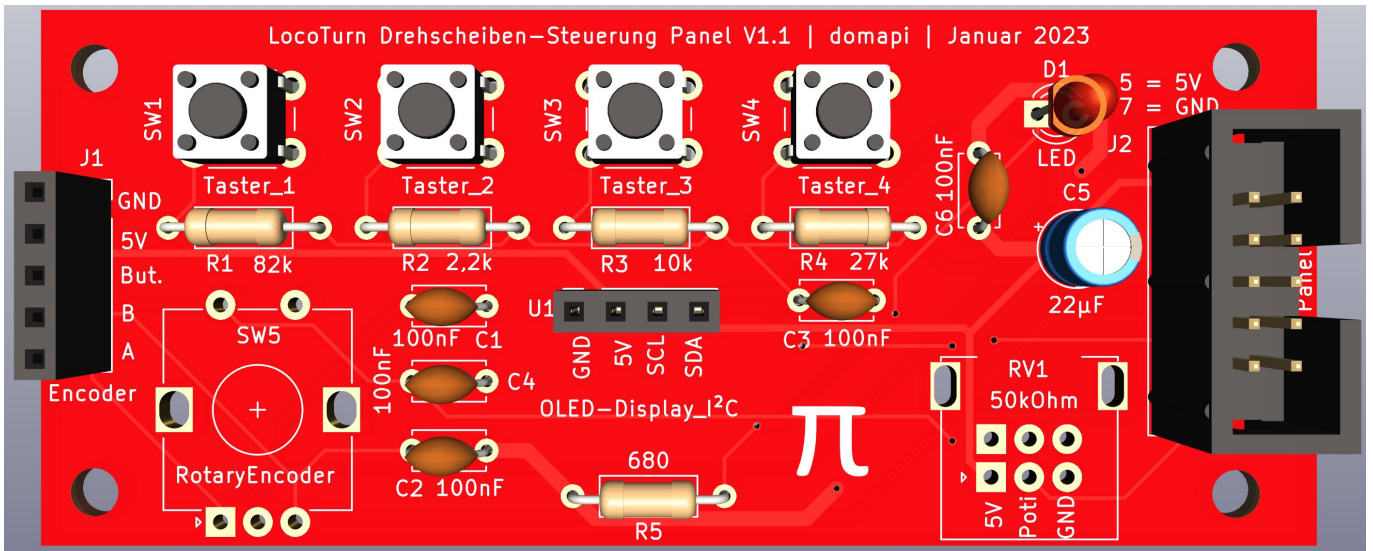 LocoTurn Drehscheiben-Steuerung Panel V1.1 | domapi | Januar 2023
SW1
SW2
SW3
SW4
D1
5 = 5V
7 = GND
LED
J2
J1
GND
5V
But.
B
A
Encoder
Taster_1
Taster_2
Taster_3
Taster_4
R1 82k
R2 2,2k
R3 10k
R4 27k
C6 100nF
C5
+
22µF
Panel
SW5
RotaryEncoder
100nF C1
100nF
C4
C2 100nF
U1
GND
5V
SCL
SDA
OLED-Display_I²C
C3 100nF
π
680
R5
RV1
50kOhm
5V
Poti
GND